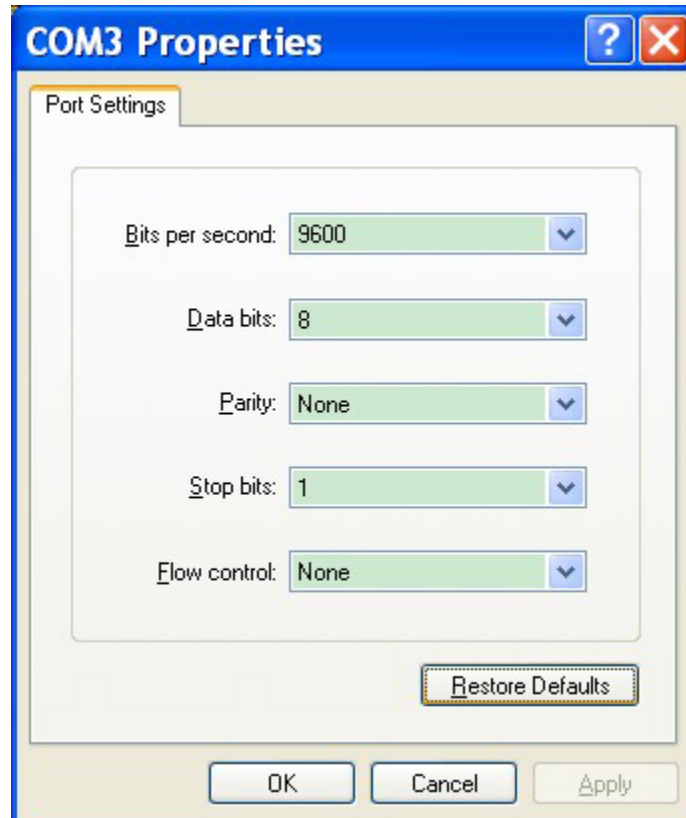 COM3 Properties
Port Settings
Bits per second: 9600
Data bits: 8
Parity: None
Stop bits: 1
Flow control: None
Restore Defaults
OK Cancel Apply